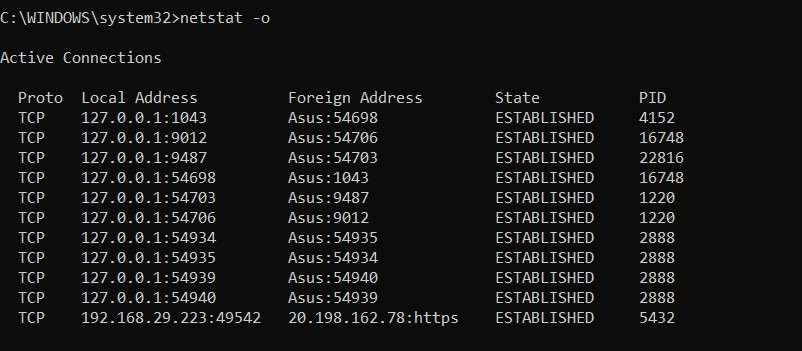 C:\WINDOWS\system32>netstat -o
Active Connections
Proto Local Address Foreign Address State PID
TCP 127.0.0.1:1043 Asus:54698 ESTABLISHED 4152
TCP 127.0.0.1:9012 Asus:54706 ESTABLISHED 16748
TCP 127.0.0.1:9487 Asus:54703 ESTABLISHED 22816
TCP 127.0.0.1:54698 Asus:1043 ESTABLISHED 16748
TCP 127.0.0.1:54703 Asus:9487 ESTABLISHED 1220
TCP 127.0.0.1:54706 Asus:9012 ESTABLISHED 1220
TCP 127.0.0.1:54934 Asus:54935 ESTABLISHED 2888
TCP 127.0.0.1:54935 Asus:54934 ESTABLISHED 2888
TCP 127.0.0.1:54939 Asus:54940 ESTABLISHED 2888
TCP 127.0.0.1:54940 Asus:54939 ESTABLISHED 2888
TCP 192.168.29.223:49542 20.198.162.78:https ESTABLISHED 5432